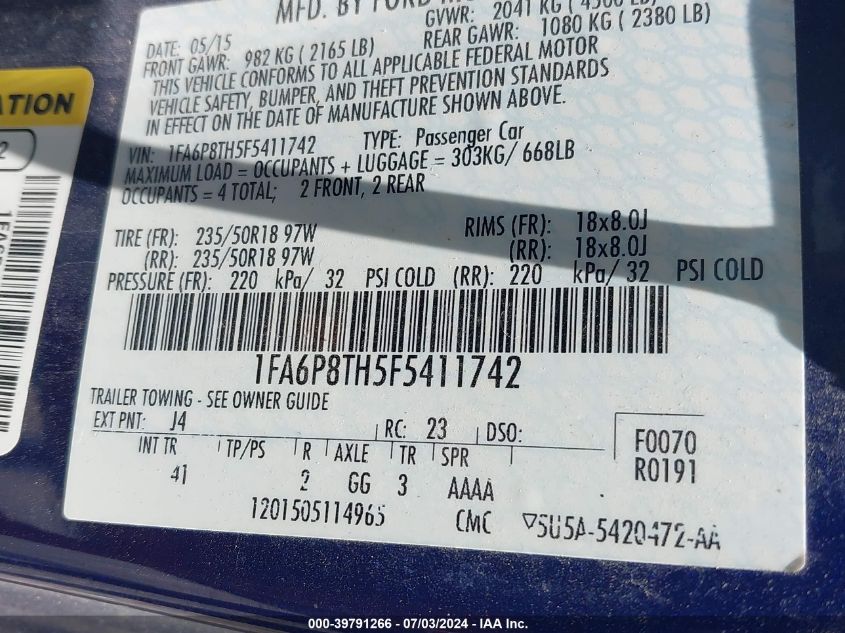 MFD. BY FORD
GVWR: 2041 KG ( 4500 LB)
DATE: 05/15
FRONT GAWR: 982 KG ( 2165 LB)
REAR GAWR: 1080 KG ( 2380 LB)
THIS VEHICLE CONFORMS TO ALL APPLICABLE FEDERAL MOTOR
VEHICLE SAFETY, BUMPER, AND THEFT PREVENTION STANDARDS
IN EFFECT ON THE DATE OF MANUFACTURE SHOWN ABOVE.
VIN: 1FA6P8TH5F5411742 TYPE: Passenger Car
MAXIMUM LOAD = OCCUPANTS + LUGGAGE = 303KG/ 668LB
OCCUPANTS = 4 TOTAL; 2 FRONT, 2 REAR
TIRE (FR): 235/50R18 97W RIMS (FR): 18x8.0J
(RR): 235/50R18 97W (RR): 18x8.0J
PRESSURE (FR): 220 kPa/ 32 PSI COLD (RR): 220 kPa/ 32 PSI COLD
1FA6P8TH5F5411742
TRAILER TOWING - SEE OWNER GUIDE
EXT PNT: J4 RC: 23 DSO:
INT TR TP/PS R AXLE TR SPR
41 2 GG 3 AAAA
F0070
R0191
1201505114965 CMC 5U5A-5420472-AA
000-39791266 - 07/03/2024 - IAA Inc.